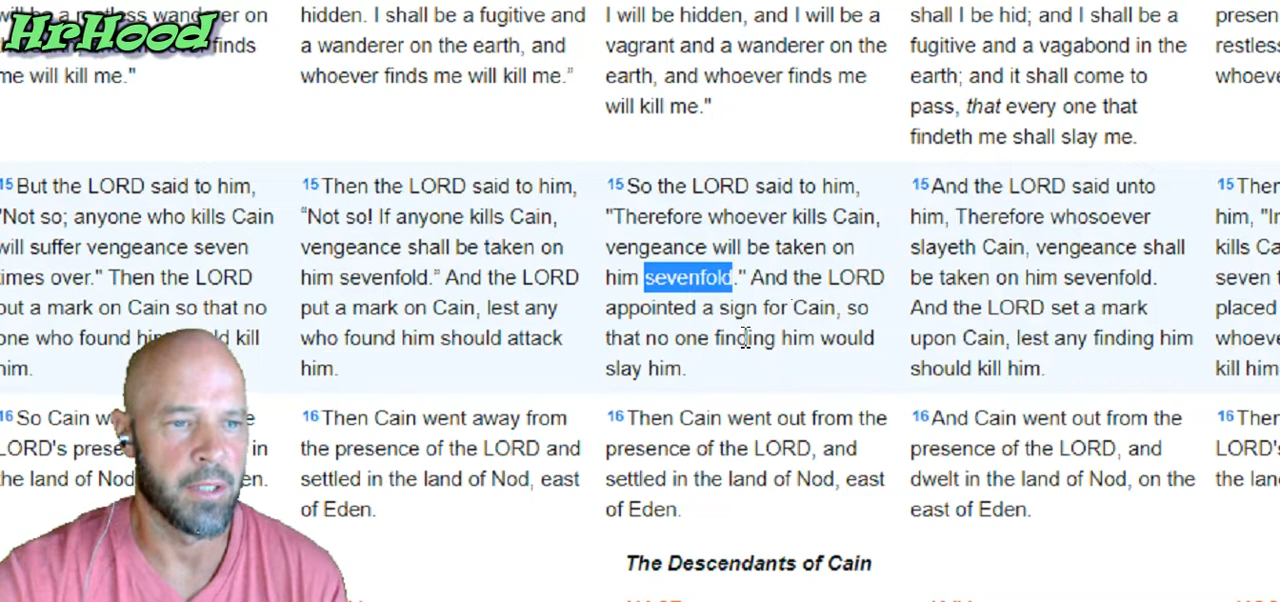 will be a restless wanderer on
HrHood
finds
me will kill me."
15 But the LORD said to him,
"Not so; anyone who kills Cain
will suffer vengeance seven
times over." Then the LORD
put a mark on Cain so that no
one who found him would kill
him.
16 So Cain
LORD's in
the land of Nod,
hidden. I shall be a fugitive and
a wanderer on the earth, and
whoever finds me will kill me.”
15 Then the LORD said to him,
“Not so! If anyone kills Cain,
vengeance shall be taken on
him sevenfold.” And the LORD
put a mark on Cain, lest any
who found him should attack
him.
16 Then Cain went away from
the presence of the LORD and
settled in the land of Nod, east
of Eden.
I will be hidden, and I will be a
vagrant and a wanderer on the
earth, and whoever finds me
will kill me."
15 So the LORD said to him,
"Therefore whoever kills Cain,
vengeance will be taken on
him sevenfold." And the LORD
appointed a sign for Cain, so
that no one finding him would
slay him.
16 Then Cain went out from the
presence of the LORD, and
settled in the land of Nod, east
of Eden.
The Descendants of Cain
shall I be hid; and I shall be a
fugitive and a vagabond in the
earth; and it shall come to
pass, that every one that
findeth me shall slay me.
15 And the LORD said unto
him, Therefore whosoever
slayeth Cain, vengeance shall
be taken on him sevenfold.
And the LORD set a mark
upon Cain, lest any finding him
should kill him.
16 And Cain went out from the
presence of the LORD, and
dwelt in the land of Nod, on the
east of Eden.
15
him,
kills
seven
placed
kill him
16
LORD's
the